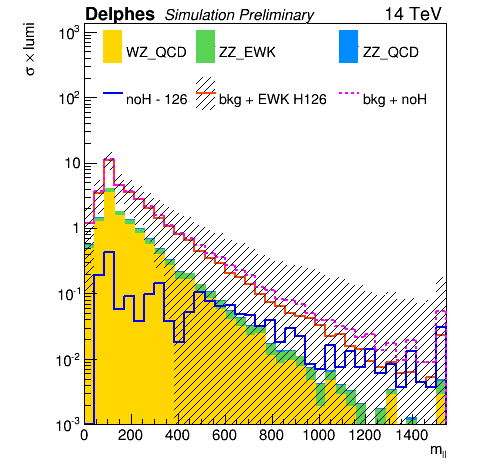 Delphes Simulation Preliminary 14 TeV
σ × lumi
WZ_QCD ZZ_EWK ZZ_QCD
noH - 126 bkg + EWK H126 bkg + noH
10³
10²
10
1
10⁻¹
10⁻²
10⁻³
0 200 400 600 800 1000 1200 1400
m_ll